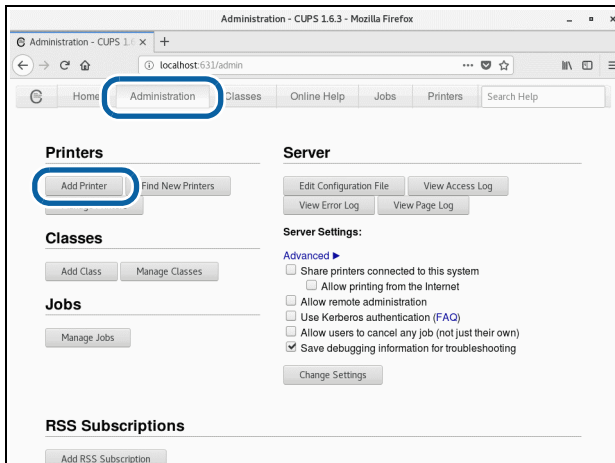 Administration - CUPS 1.6.3 - Mozilla Firefox
Administration - CUPS 1.6
localhost:631/admin
Home Administration Classes Online Help Jobs Printers Search Help
Printers
Add Printer Find New Printers
Server
Edit Configuration File View Access Log
View Error Log View Page Log
Server Settings:
Advanced ▶
Share printers connected to this system
Allow printing from the Internet
Allow remote administration
Use Kerberos authentication (FAQ)
Allow users to cancel any job (not just their own)
Save debugging information for troubleshooting
Change Settings
Classes
Add Class Manage Classes
Jobs
Manage Jobs
RSS Subscriptions
Add RSS Subscription